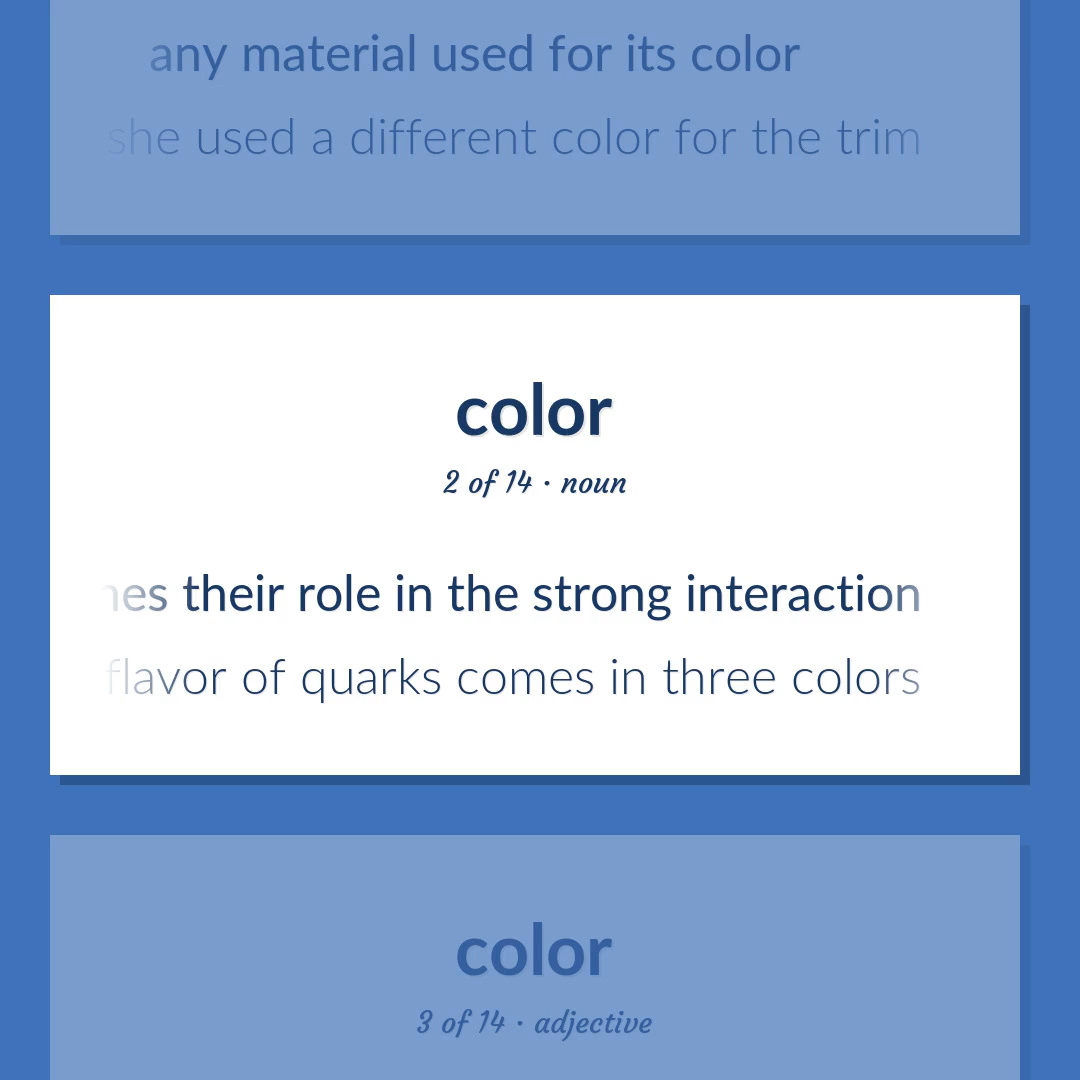 any material used for its color
she used a different color for the trim
color
2 of 14 · noun
their role in the strong interaction
flavor of quarks comes in three colors
color
3 of 14 · adjective